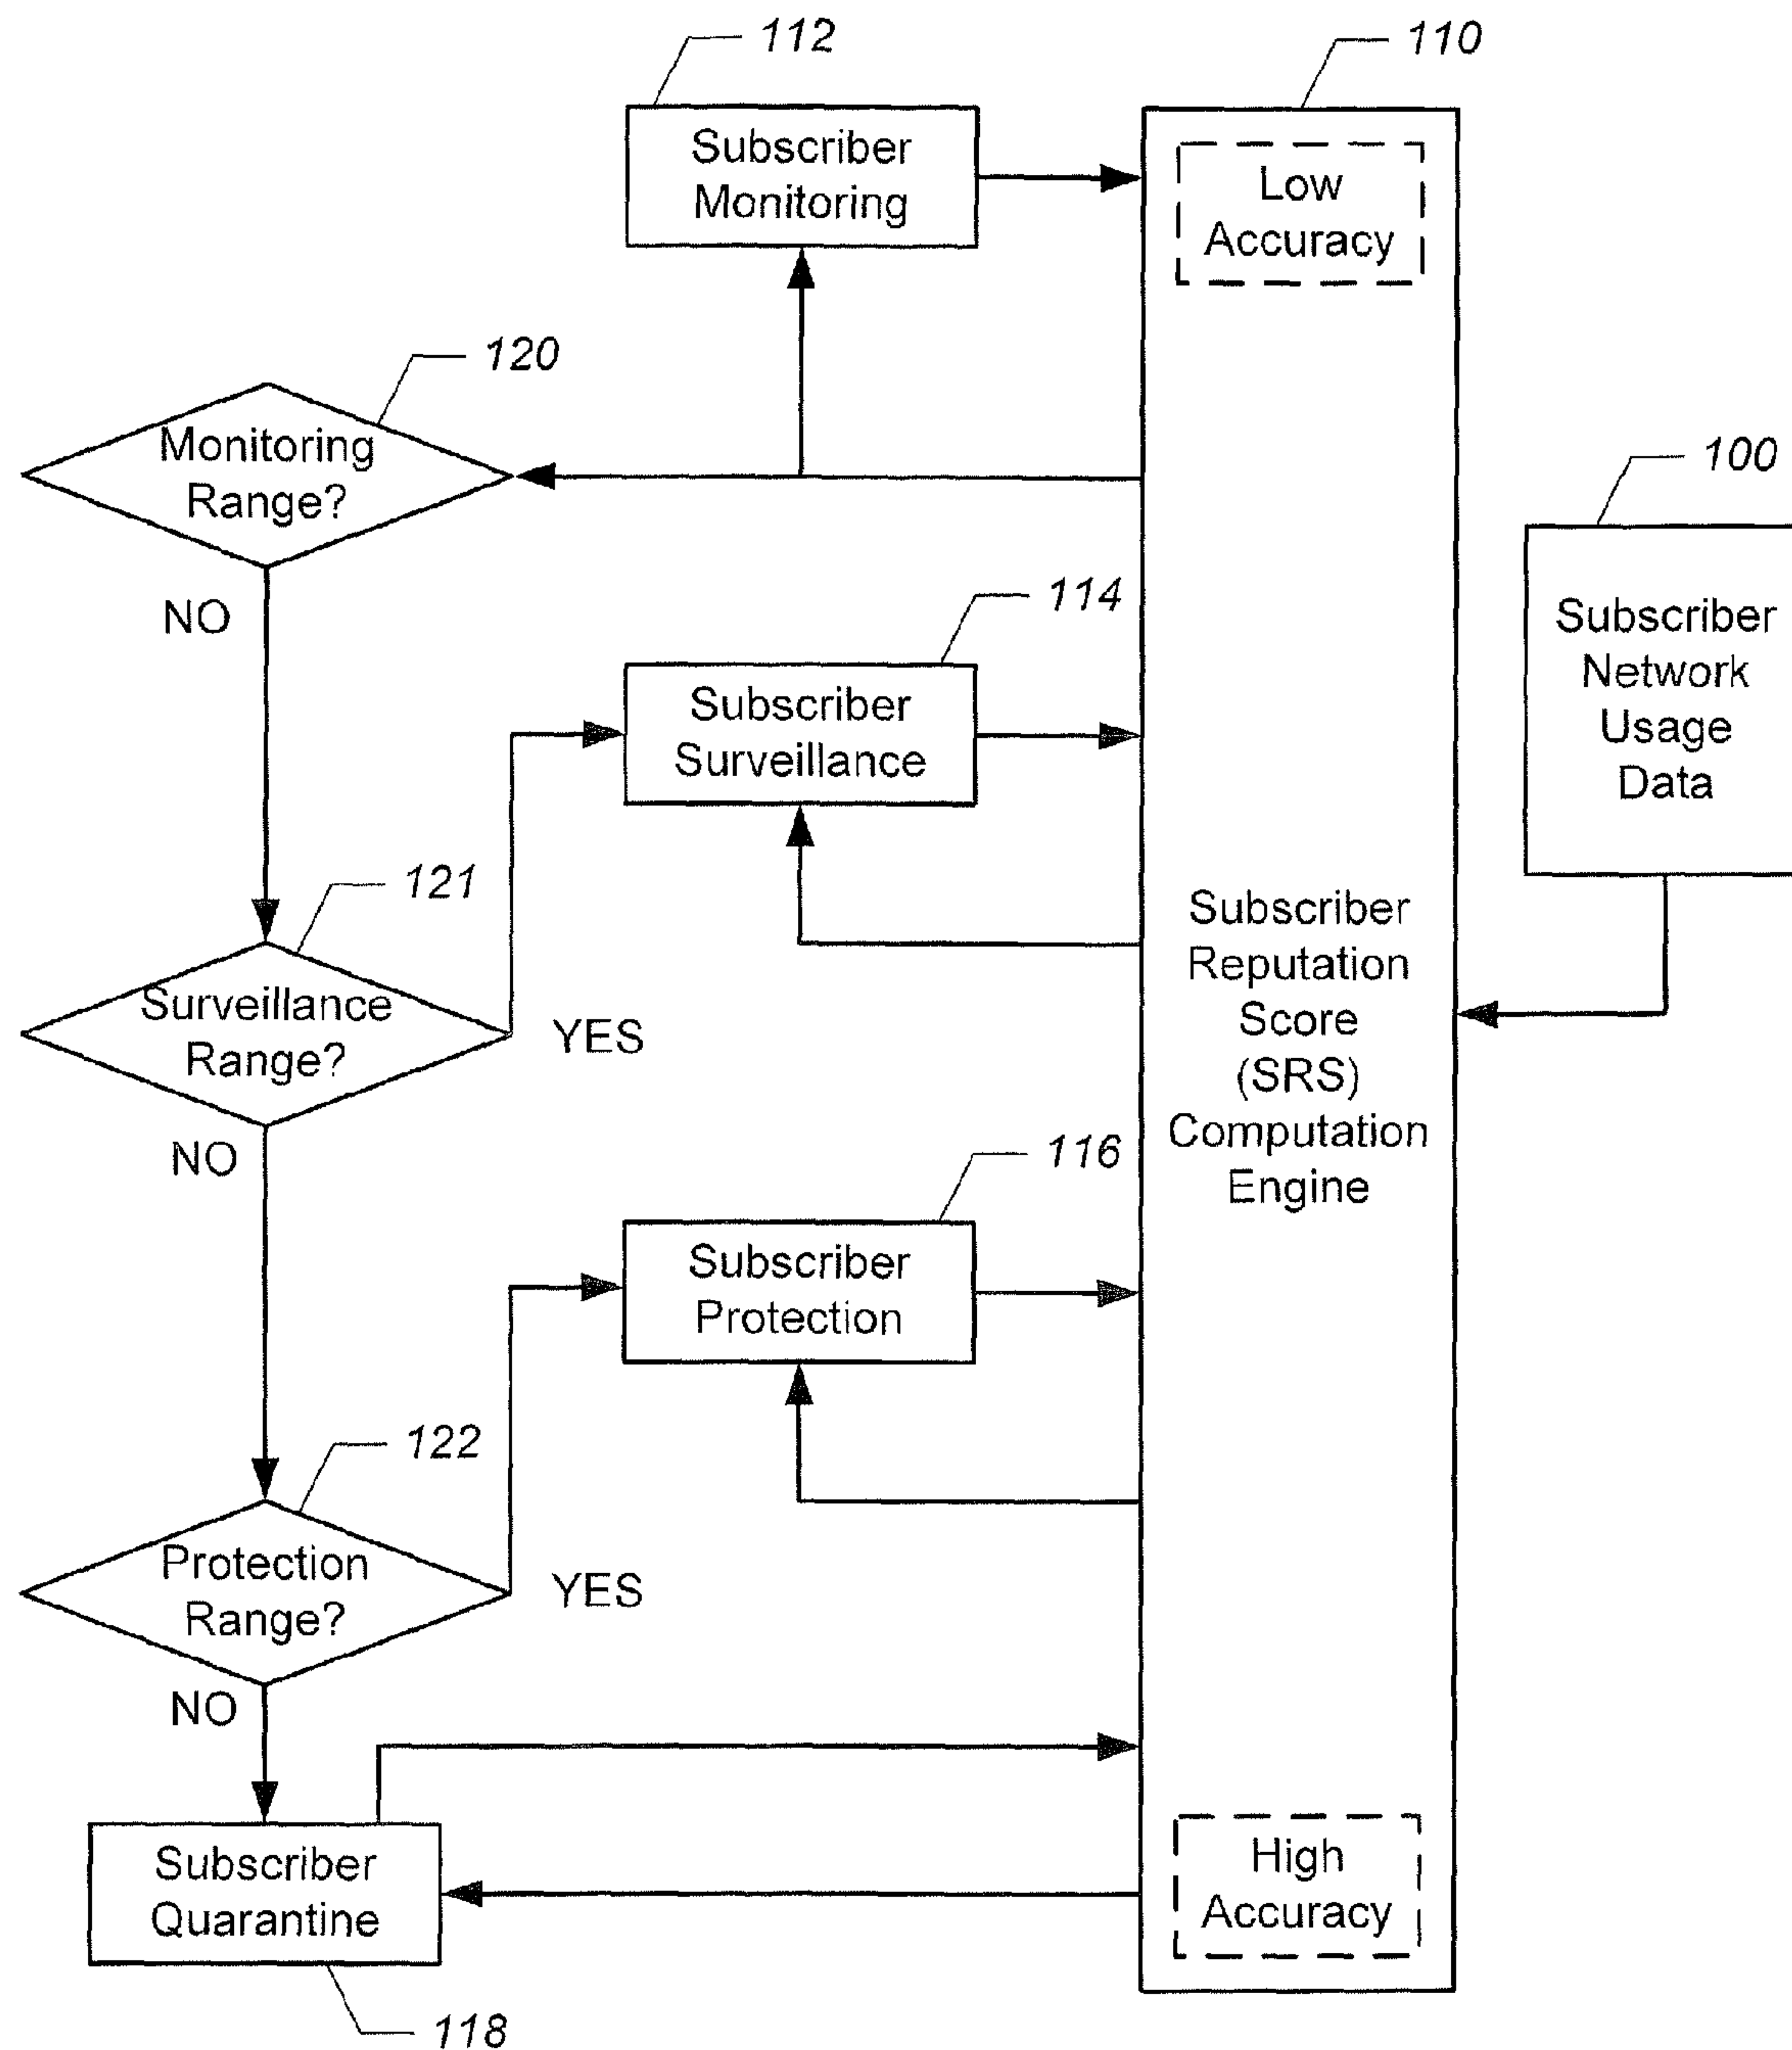 112
110
Subscriber
Monitoring
Low
Accuracy
120
Monitoring
Range?
100
Subscriber
Network
Usage
Data
NO
114
Subscriber
Surveillance
121
Surveillance
Range?
YES
Subscriber
Reputation
Score
(SRS)
Computation
Engine
NO
116
Subscriber
Protection
122
Protection
Range?
YES
NO
Subscriber
Quarantine
High
Accuracy
118